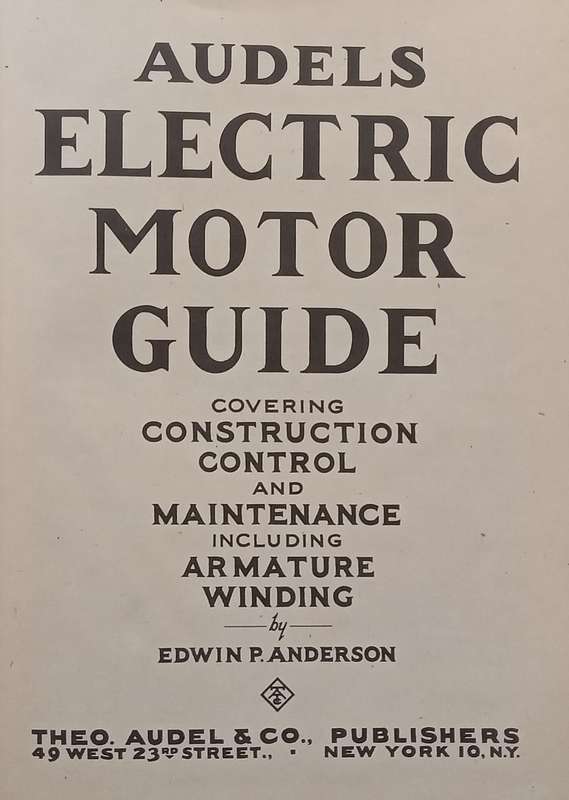 AUDELS
ELECTRIC
MOTOR
GUIDE
COVERING
CONSTRUCTION
CONTROL
AND
MAINTENANCE
INCLUDING
ARMATURE
WINDING
by
EDWIN P. ANDERSON
THEO. AUDEL & CO., PUBLISHERS
49 WEST 23RD STREET., ▪ NEW YORK 10, N.Y.